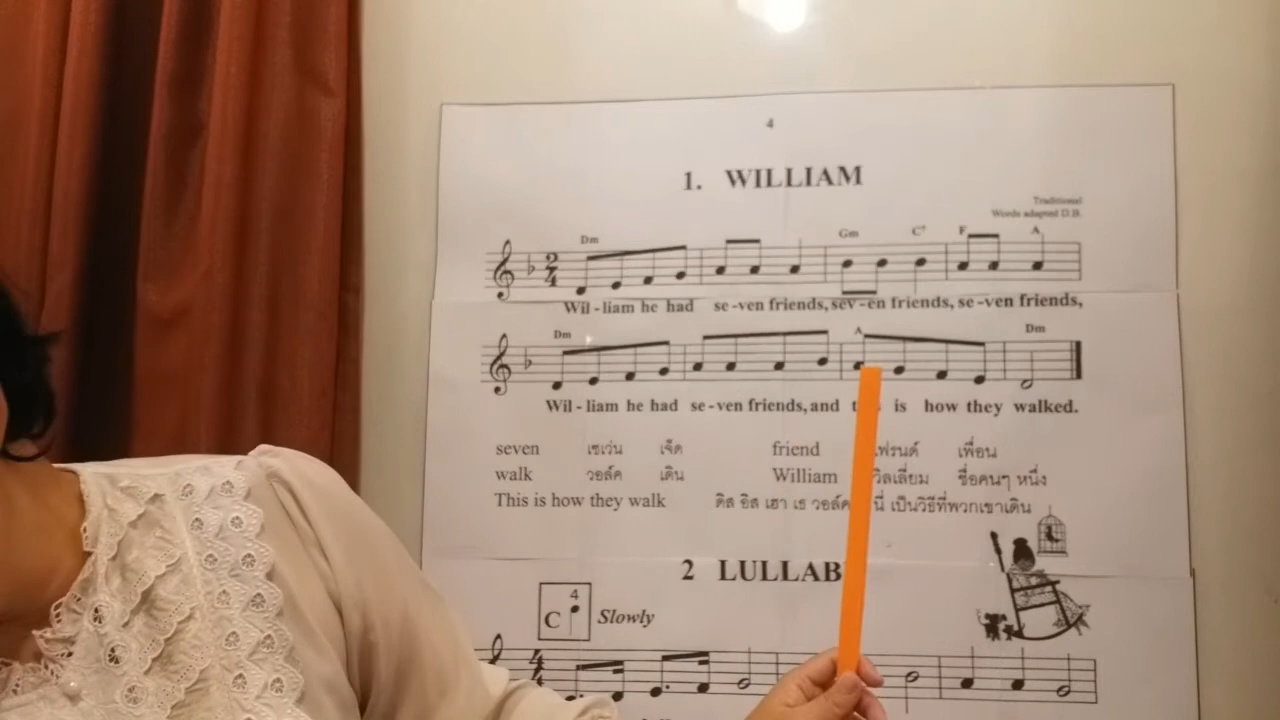 4
1. WILLIAM
Traditional
Words adapted D.B.
Dm Gm C7 F A
2
4
Wil - liam he had se - ven friends, sev - en friends, se - ven friends,
Dm A Dm
Wil - liam he had se - ven friends, and is how they walked.
seven เซเว่น เจ็ด friend เฟรนด์ เพื่อน
walk วอล์ค เดิน William วิลเลี่ยม ชื่อคนๆ หนึ่ง
This is how they walk ดิส อิส เฮา เธ วอล์ค นี่ เป็นวิธีที่พวกเขาเดิน
2 LULLAB
C 4 Slowly
4
4